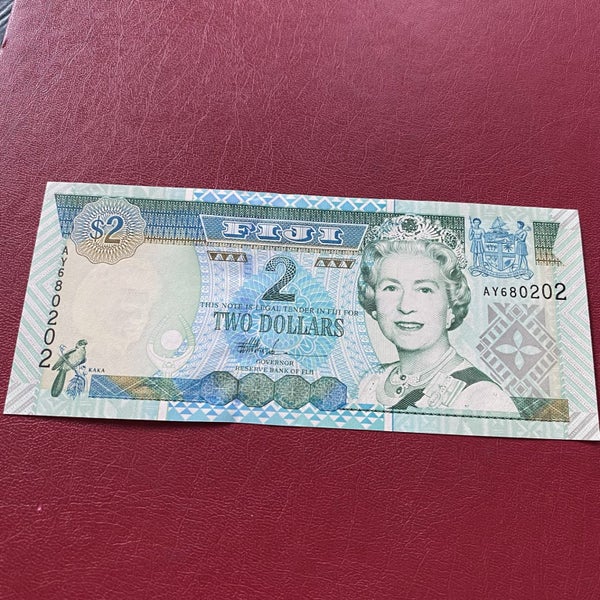 $2
FIJI
2
THIS NOTE IS LEGAL TENDER IN FIJI FOR
TWO DOLLARS
GOVERNOR
RESERVE BANK OF FIJI
AY680202
AY680202
KAKA